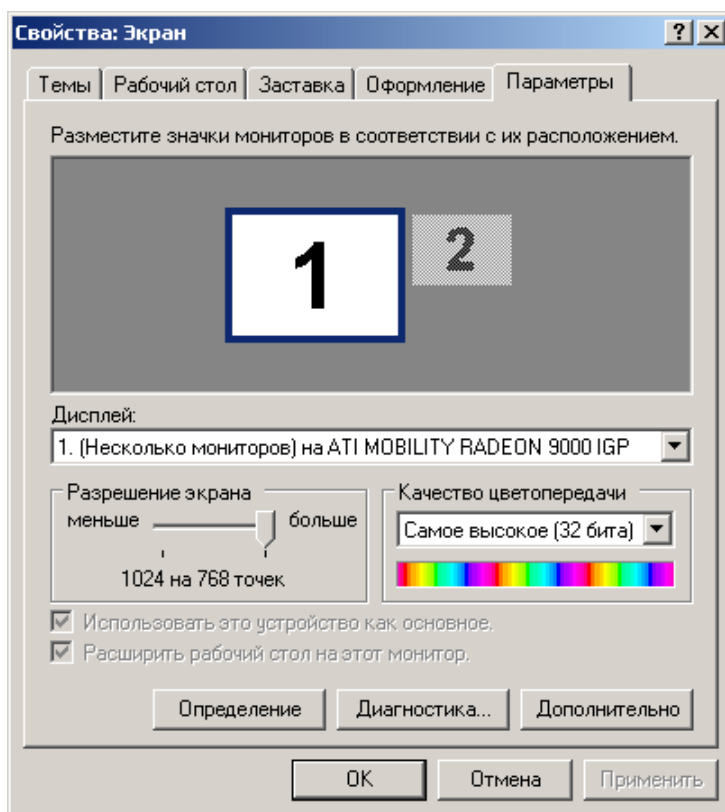 Свойства: Экран
Темы Рабочий стол Заставка Оформление Параметры
Разместите значки мониторов в соответствии с их расположением.
1 2
Дисплей:
1. (Несколько мониторов) на ATI MOBILITY RADEON 9000 IGP
Разрешение экрана Качество цветопередачи
меньше больше Самое высокое (32 бита)
1024 на 768 точек
Использовать это устройство как основное.
Расширить рабочий стол на этот монитор.
Определение Диагностика... Дополнительно
OK Отмена Применить